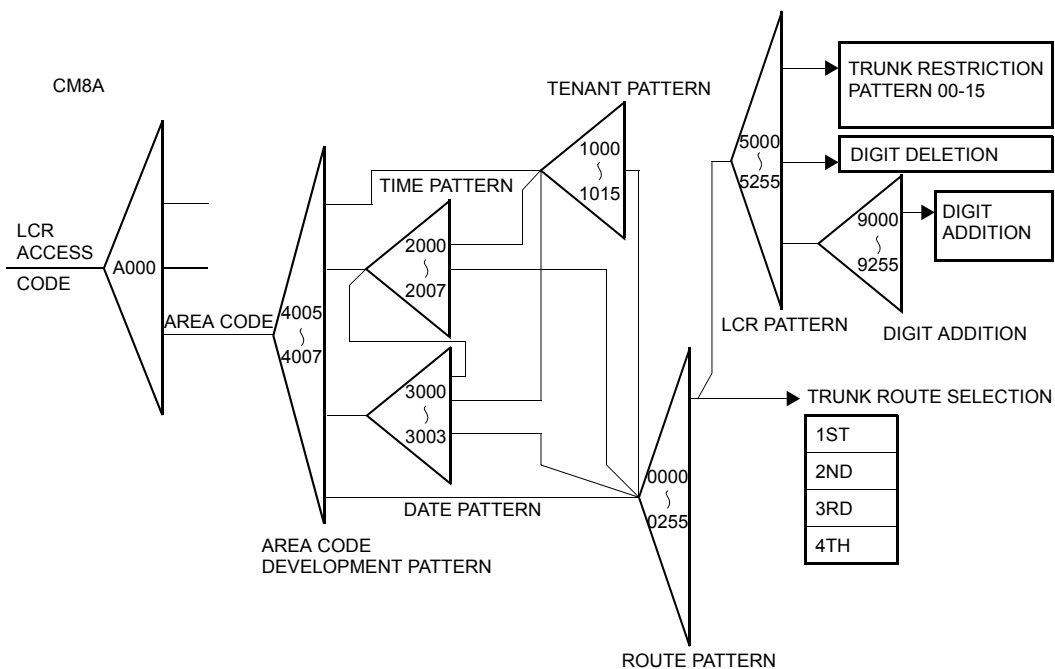 CM8A
LCR
ACCESS
CODE
A000
AREA CODE
4005
~
4007
AREA CODE
DEVELOPMENT PATTERN
TIME PATTERN
2000
~
2007
3000
~
3003
DATE PATTERN
TENANT PATTERN
1000
~
1015
0000
~
0255
ROUTE PATTERN
5000
~
5255
LCR PATTERN
TRUNK RESTRICTION
PATTERN 00-15
DIGIT DELETION
9000
~
9255
DIGIT
ADDITION
DIGIT ADDITION
TRUNK ROUTE SELECTION
1ST
2ND
3RD
4TH